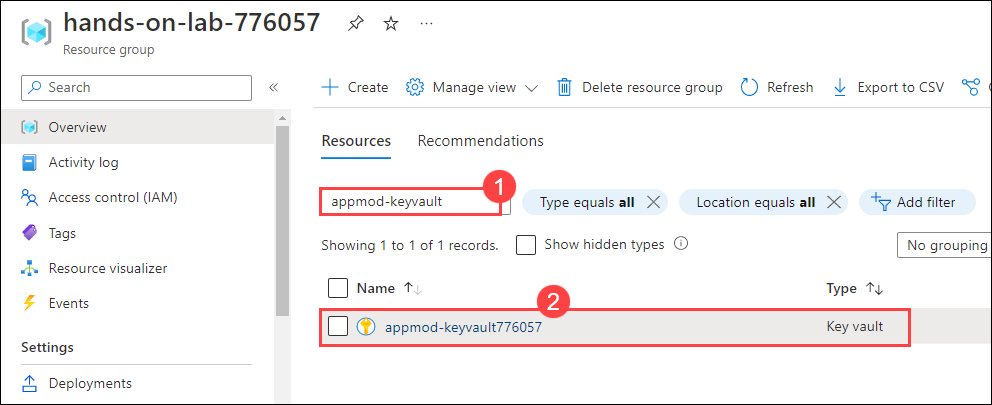 hands-on-lab-776057
Resource group
Search
Overview
Activity log
Access control (IAM)
Tags
Resource visualizer
Events
Settings
Deployments
Create
Manage view
Delete resource group
Refresh
Export to CSV
Resources
Recommendations
1
appmod-keyvault
Type equals all
Location equals all
Add filter
Showing 1 to 1 of 1 records.
Show hidden types
No grouping
2
Name
Type
appmod-keyvault776057
Key vault